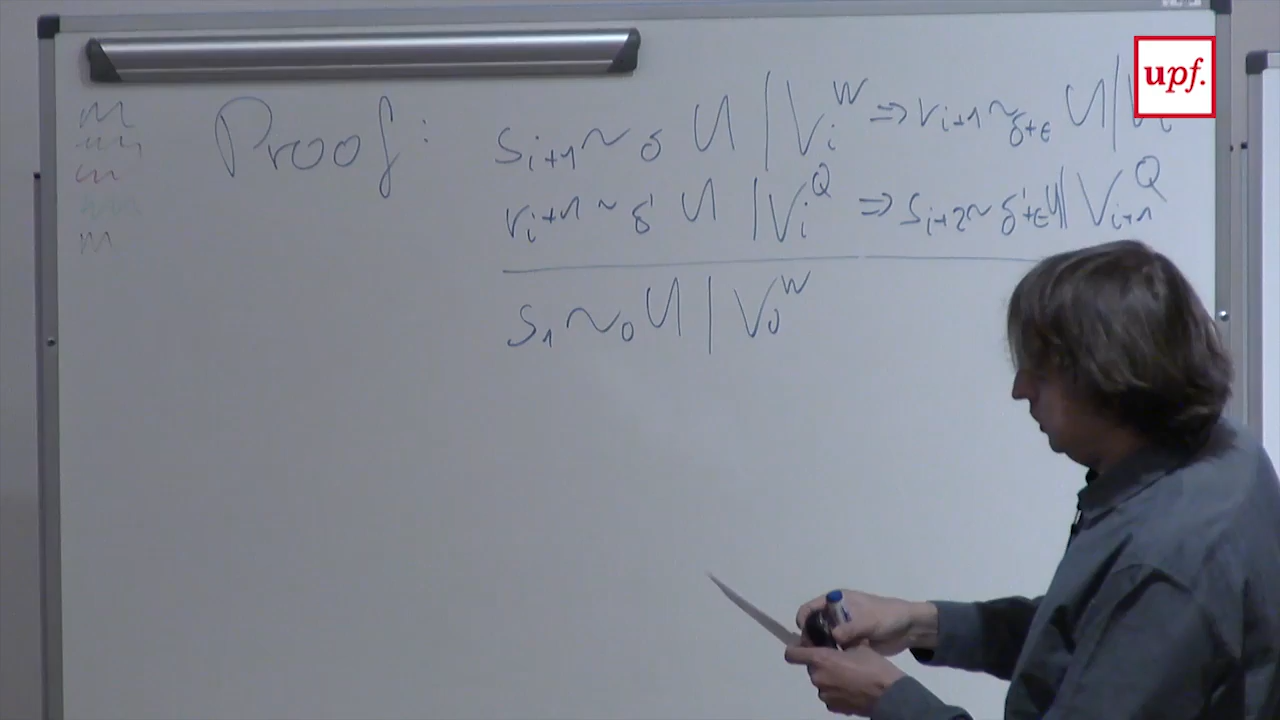 upf.
Proof: s_{i+1} ~_δ U | V_i^W ⇒ r_{i+1} ~_{δ+ε} U | V_i
r_{i+1} ~_{δ'} U | V_i^Q ⇒ s_{i+2} ~_{δ'+ε} U | V_{i+1}^Q
s_1 ~_0 U | V_0^W